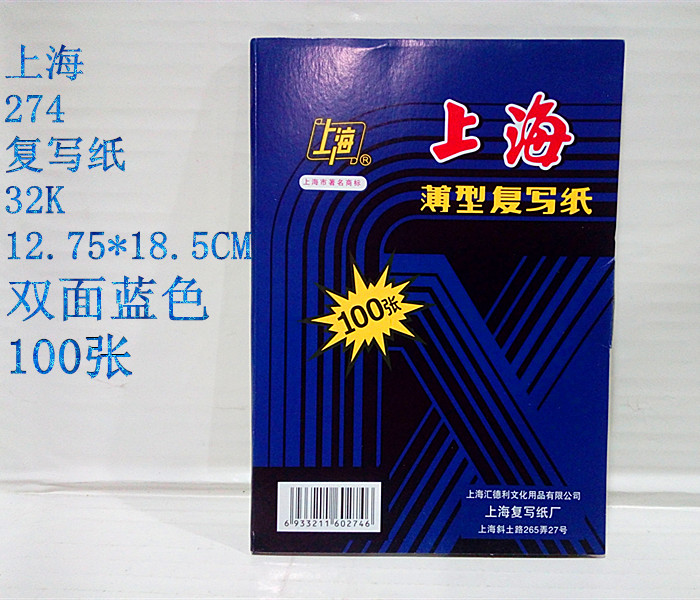 上海
274
复写纸
32K
12.75*18.5CM
双面蓝色
100张
上海
®
上海市著名商标
上海
薄型复写纸
100张
6 933211 602746
上海汇德利文化用品有限公司
上海复写纸厂
上海斜土路265弄27号